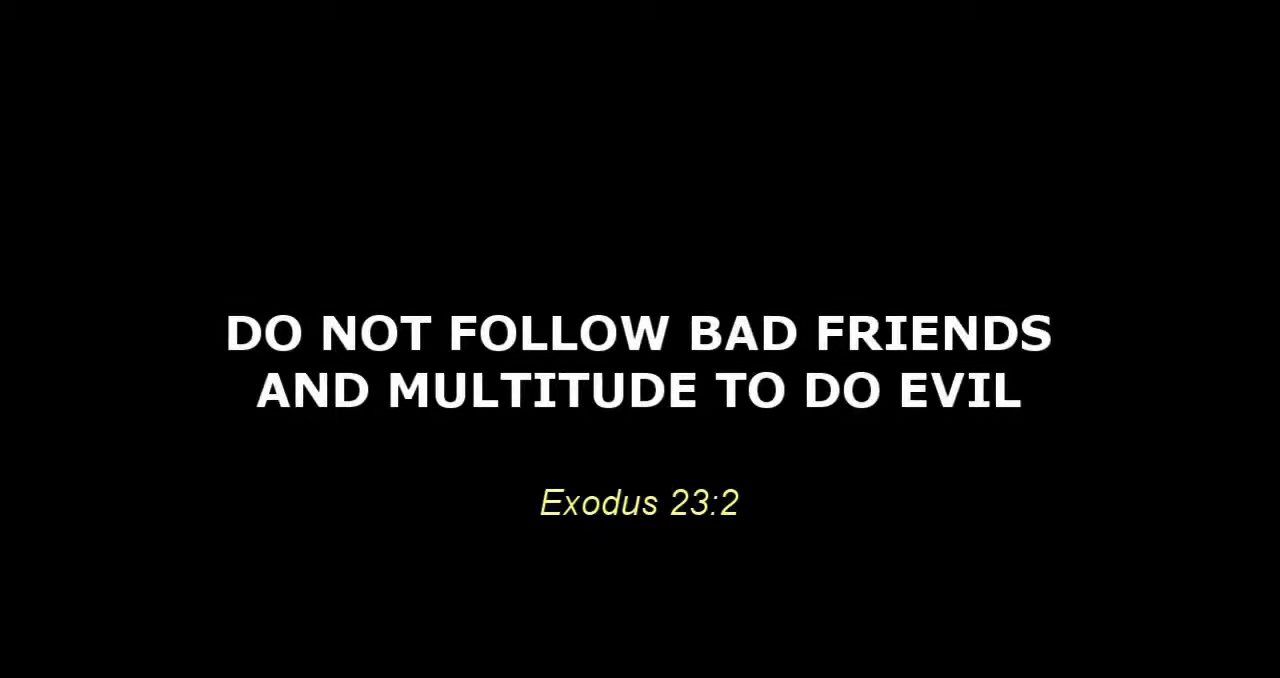 DO NOT FOLLOW BAD FRIENDS
AND MULTITUDE TO DO EVIL
Exodus 23:2